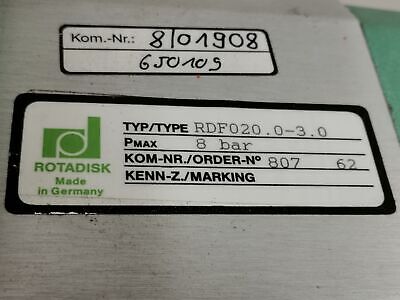 Kom.-Nr.: 8/01908
650109
ROTADISK
Made
in Germany
TYP/TYPE RDF020.0-3.0
PMAX 8 bar
KOM-NR./ORDER-Nº 807 62
KENN-Z./MARKING